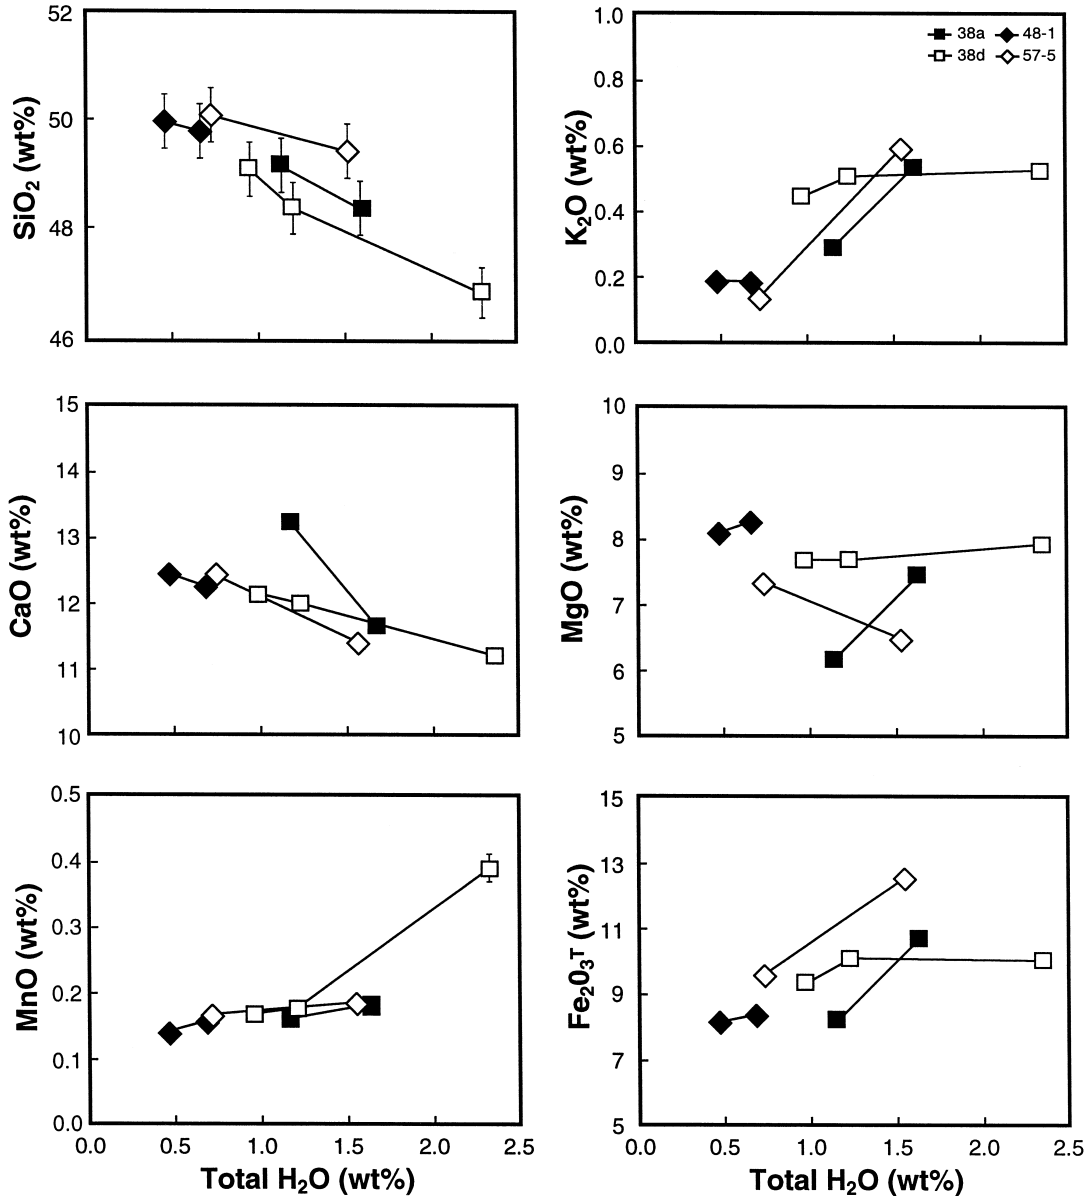 52
50
48
46
SiO2 (wt%)
1.0
0.8
0.6
0.4
0.2
0.0
K2O (wt%)
38a 48-1
38d 57-5
15
14
13
12
11
10
CaO (wt%)
10
9
8
7
6
5
MgO (wt%)
0.5
0.4
0.3
0.2
0.1
0.0
MnO (wt%)
0.0 0.5 1.0 1.5 2.0 2.5
Total H2O (wt%)
15
13
11
9
7
5
Fe203T (wt%)
0.0 0.5 1.0 1.5 2.0 2.5
Total H2O (wt%)